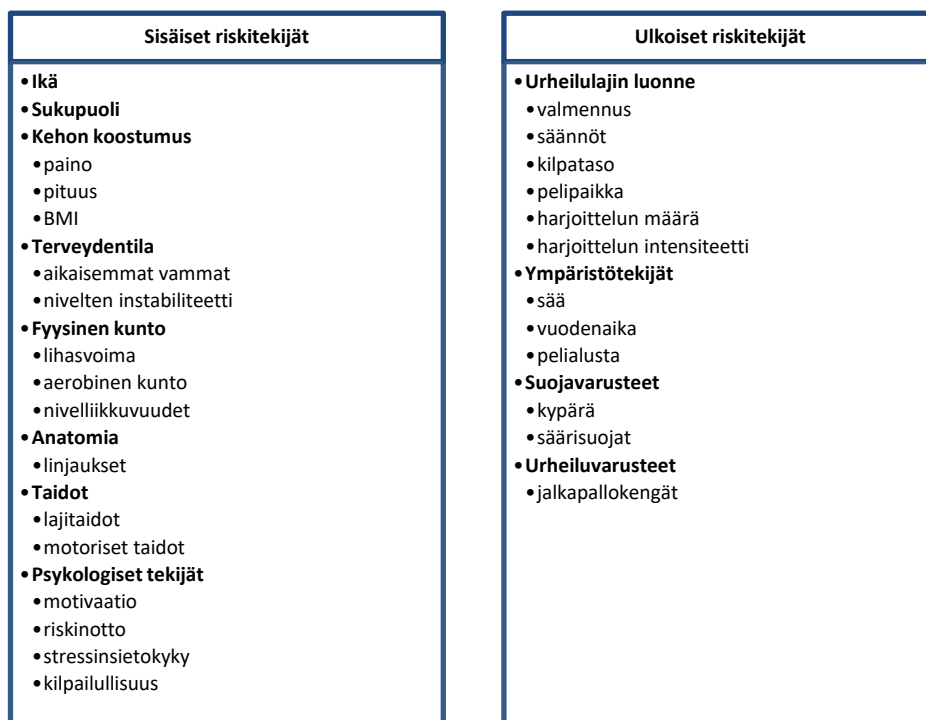 Sisäiset riskitekijät
•Ikä
•Sukupuoli
•Kehon koostumus
•paino
•pituus
•BMI
•Terveydentila
•aikaisemmat vammat
•nivelten instabiliteetti
•Fyysinen kunto
•lihasvoima
•aerobinen kunto
•nivelliikkuvuudet
•Anatomia
•linjaukset
•Taidot
•lajitaidot
•motoriset taidot
•Psykologiset tekijät
•motivaatio
•riskinotto
•stressinsietokyky
•kilpailullisuus
Ulkoiset riskitekijät
•Urheilulajin luonne
•valmennus
•säännöt
•kilpataso
•pelipaikka
•harjoittelun määrä
•harjoittelun intensiteetti
•Ympäristötekijät
•sää
•vuodenaika
•pelialusta
•Suojavarusteet
•kypärä
•säärisuojat
•Urheiluvarusteet
•jalkapallokengät